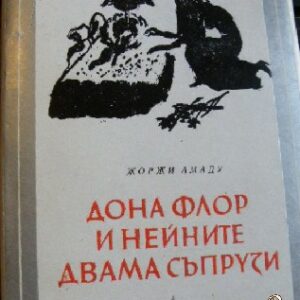 ЖОРЖИ АМАДУ
ДОНА ФЛОР
И НЕЙНИТЕ
ДВАМА СЪПРУЗИ